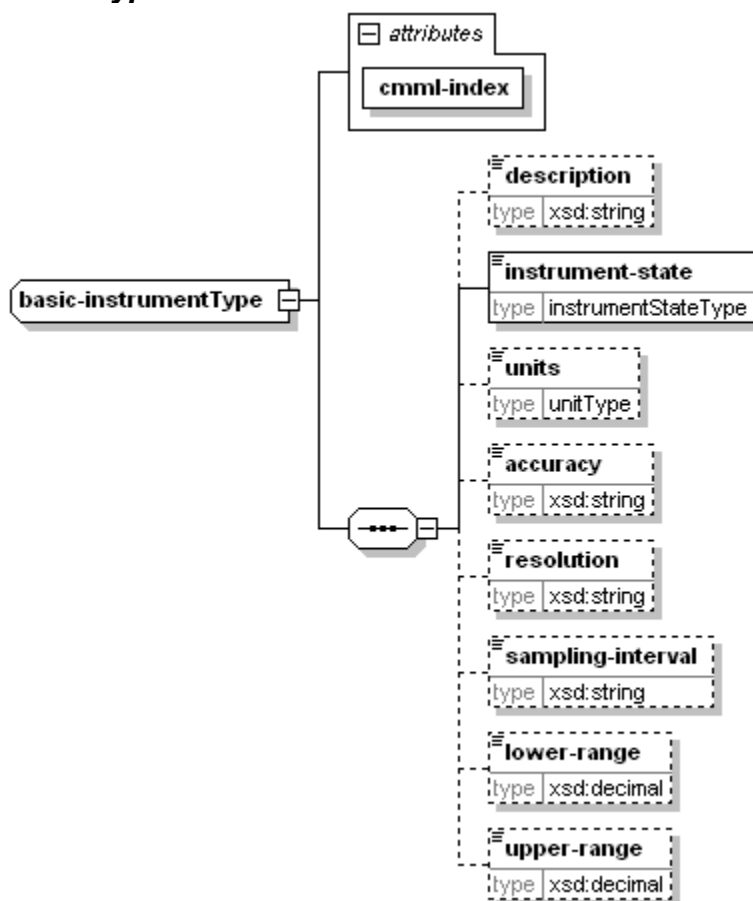 attributes
cmml-index
description
type xsd:string
instrument-state
type instrumentStateType
basic-instrumentType
units
type unitType
accuracy
type xsd:string
resolution
type xsd:string
sampling-interval
type xsd:string
lower-range
type xsd:decimal
upper-range
type xsd:decimal